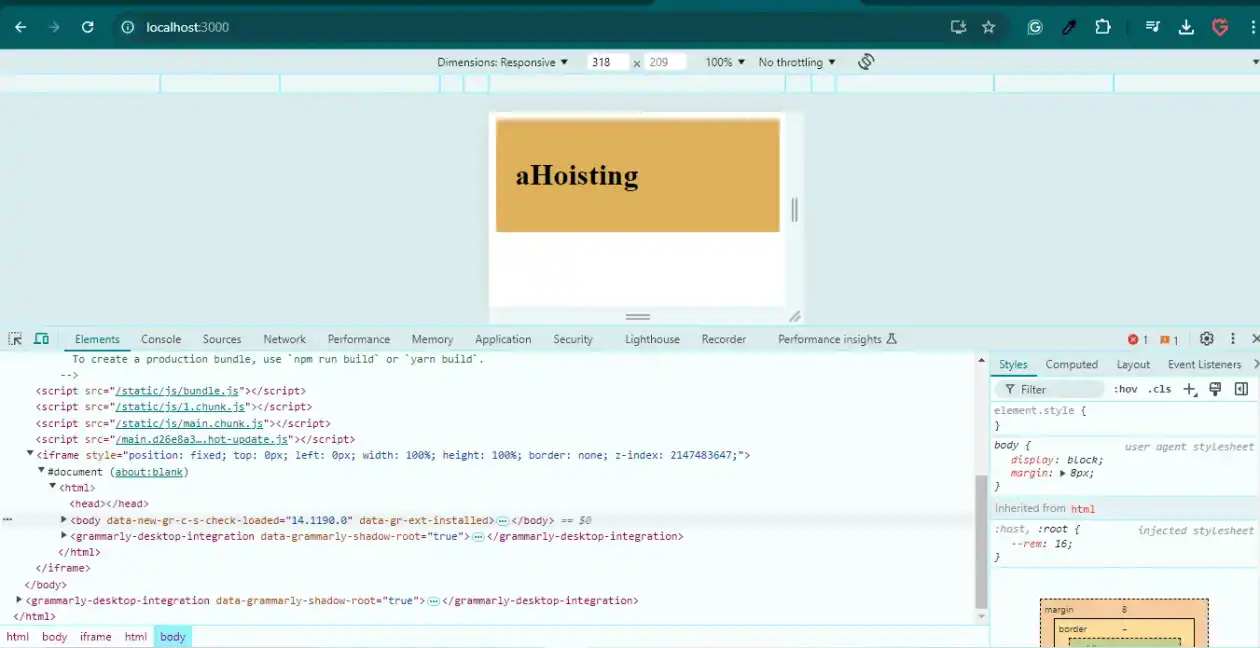 localhost:3000
Dimensions: Responsive ▼ 318 x 209 100% ▼ No throttling ▼
aHoisting
Elements Console Sources Network Performance Memory Application Security Lighthouse Recorder Performance insights 1 1
To create a production bundle, use `npm run build` or `yarn build`.
-->
<script src="/static/js/bundle.js"></script>
<script src="/static/js/1.chunk.js"></script>
<script src="/static/js/main.chunk.js"></script>
<script src="/main.d26e8a3….hot-update.js"></script>
▼<iframe style="position: fixed; top: 0px; left: 0px; width: 100%; height: 100%; border: none; z-index: 2147483647;">
▼#document (about:blank)
▼<html>
<head></head>
▶<body data-new-gr-c-s-check-loaded="14.1190.0" data-gr-ext-installed>…</body> == $0
▶<grammarly-desktop-integration data-grammarly-shadow-root="true">…</grammarly-desktop-integration>
</html>
</iframe>
</body>
▶<grammarly-desktop-integration data-grammarly-shadow-root="true">…</grammarly-desktop-integration>
</html>
html body iframe html body
Styles Computed Layout Event Listeners
Filter :hov .cls
element.style {
}
body { user agent stylesheet
display: block;
margin: ▶ 8px;
}
Inherited from html
:host, :root { injected stylesheet
--rem: 16;
}
margin 8
border –